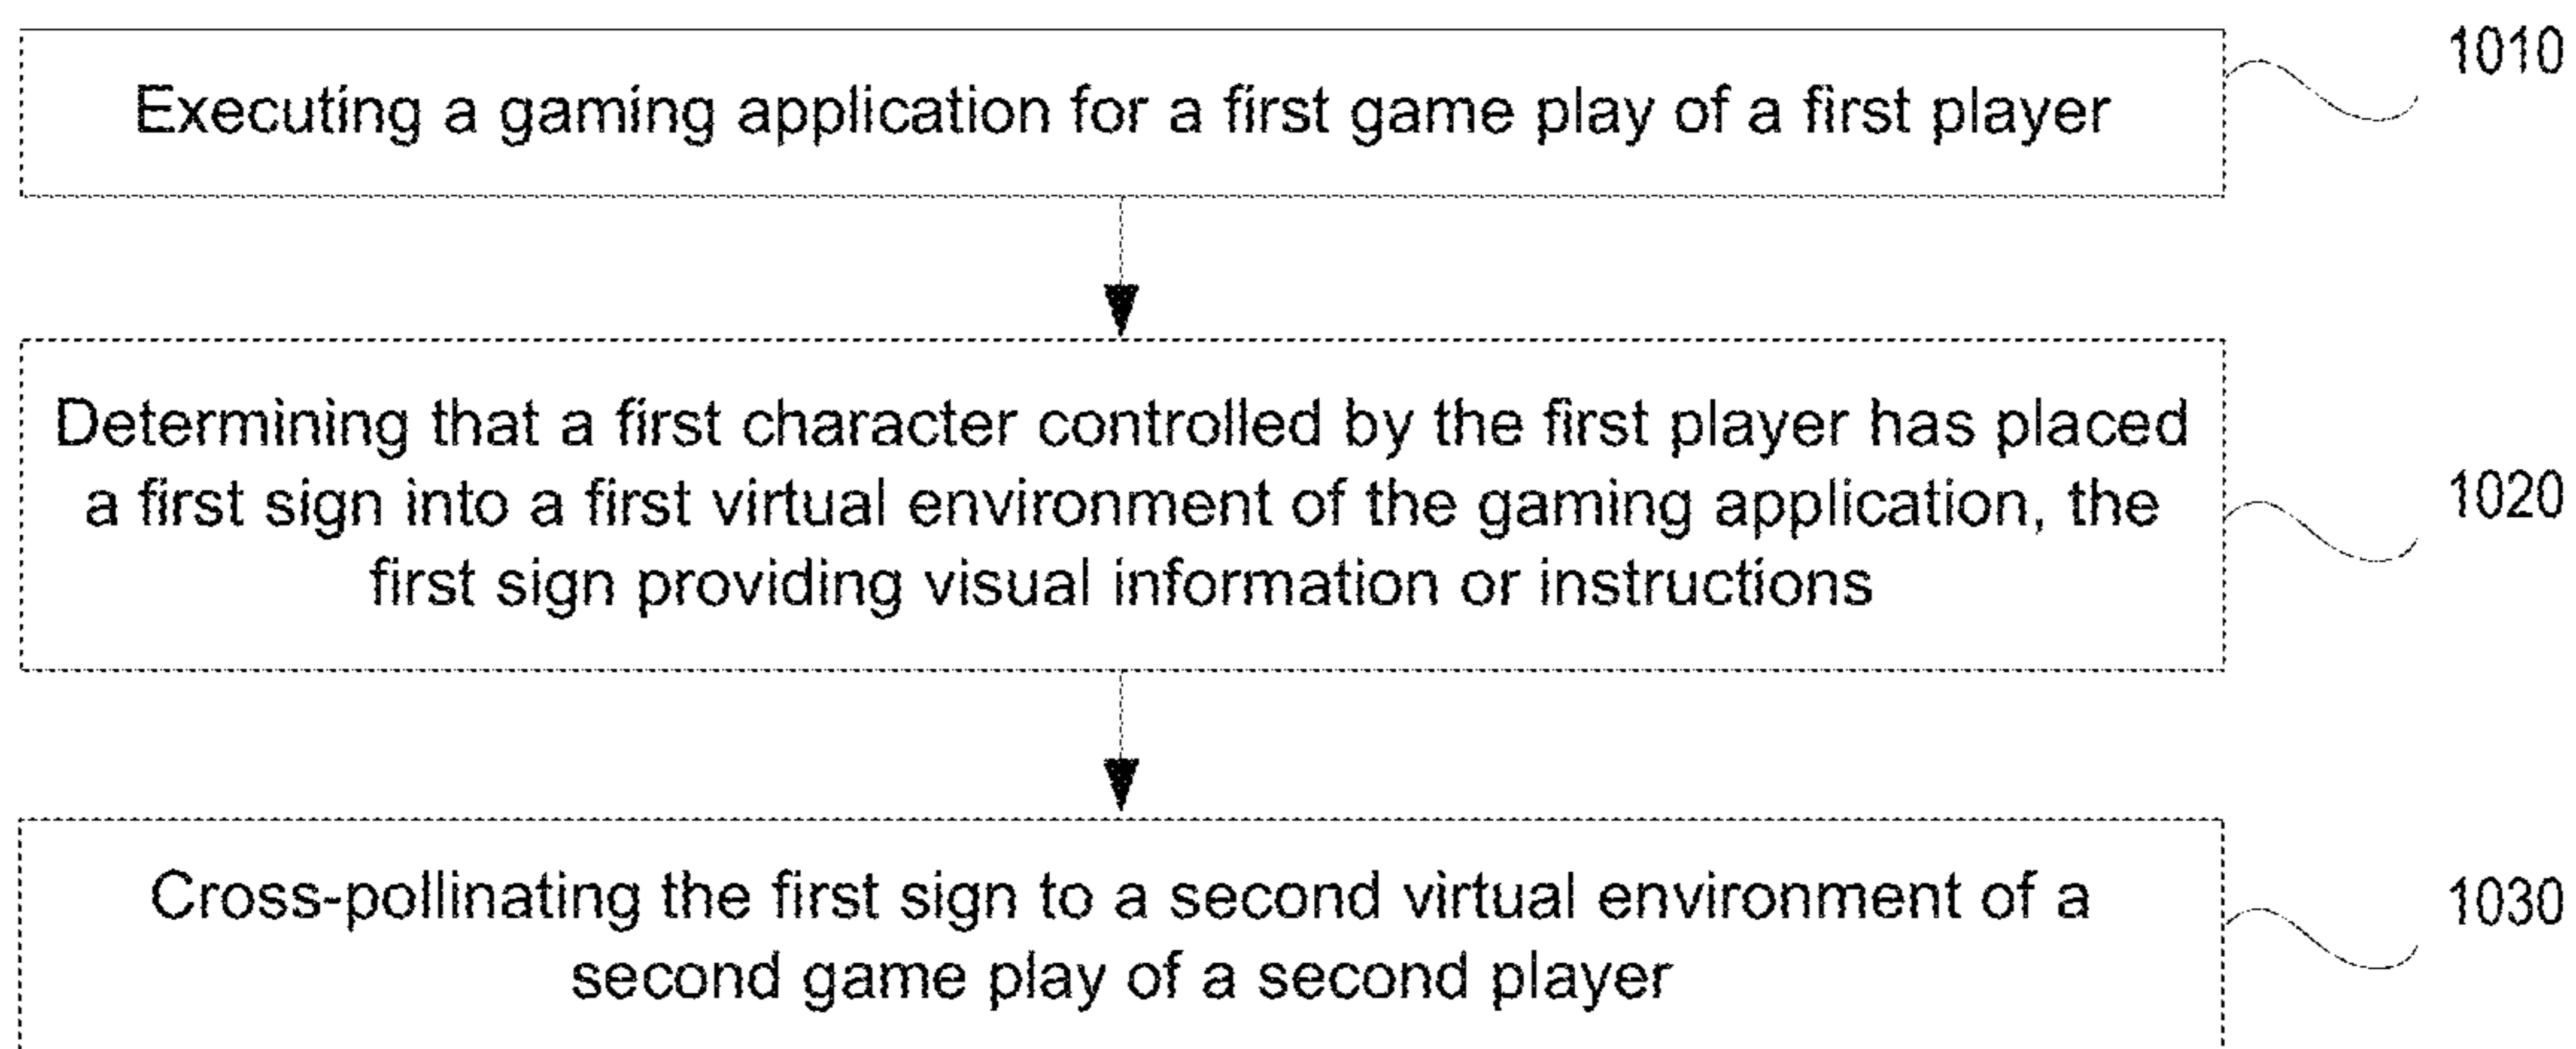 1010
Executing a gaming application for a first game play of a first player
Determining that a first character controlled by the first player has placed
a first sign into a first virtual environment of the gaming application, the
1020
first sign providing visual information or instructions
Cross-pollinating the first sign to a second virtual environment of a
1030
second game play of a second player